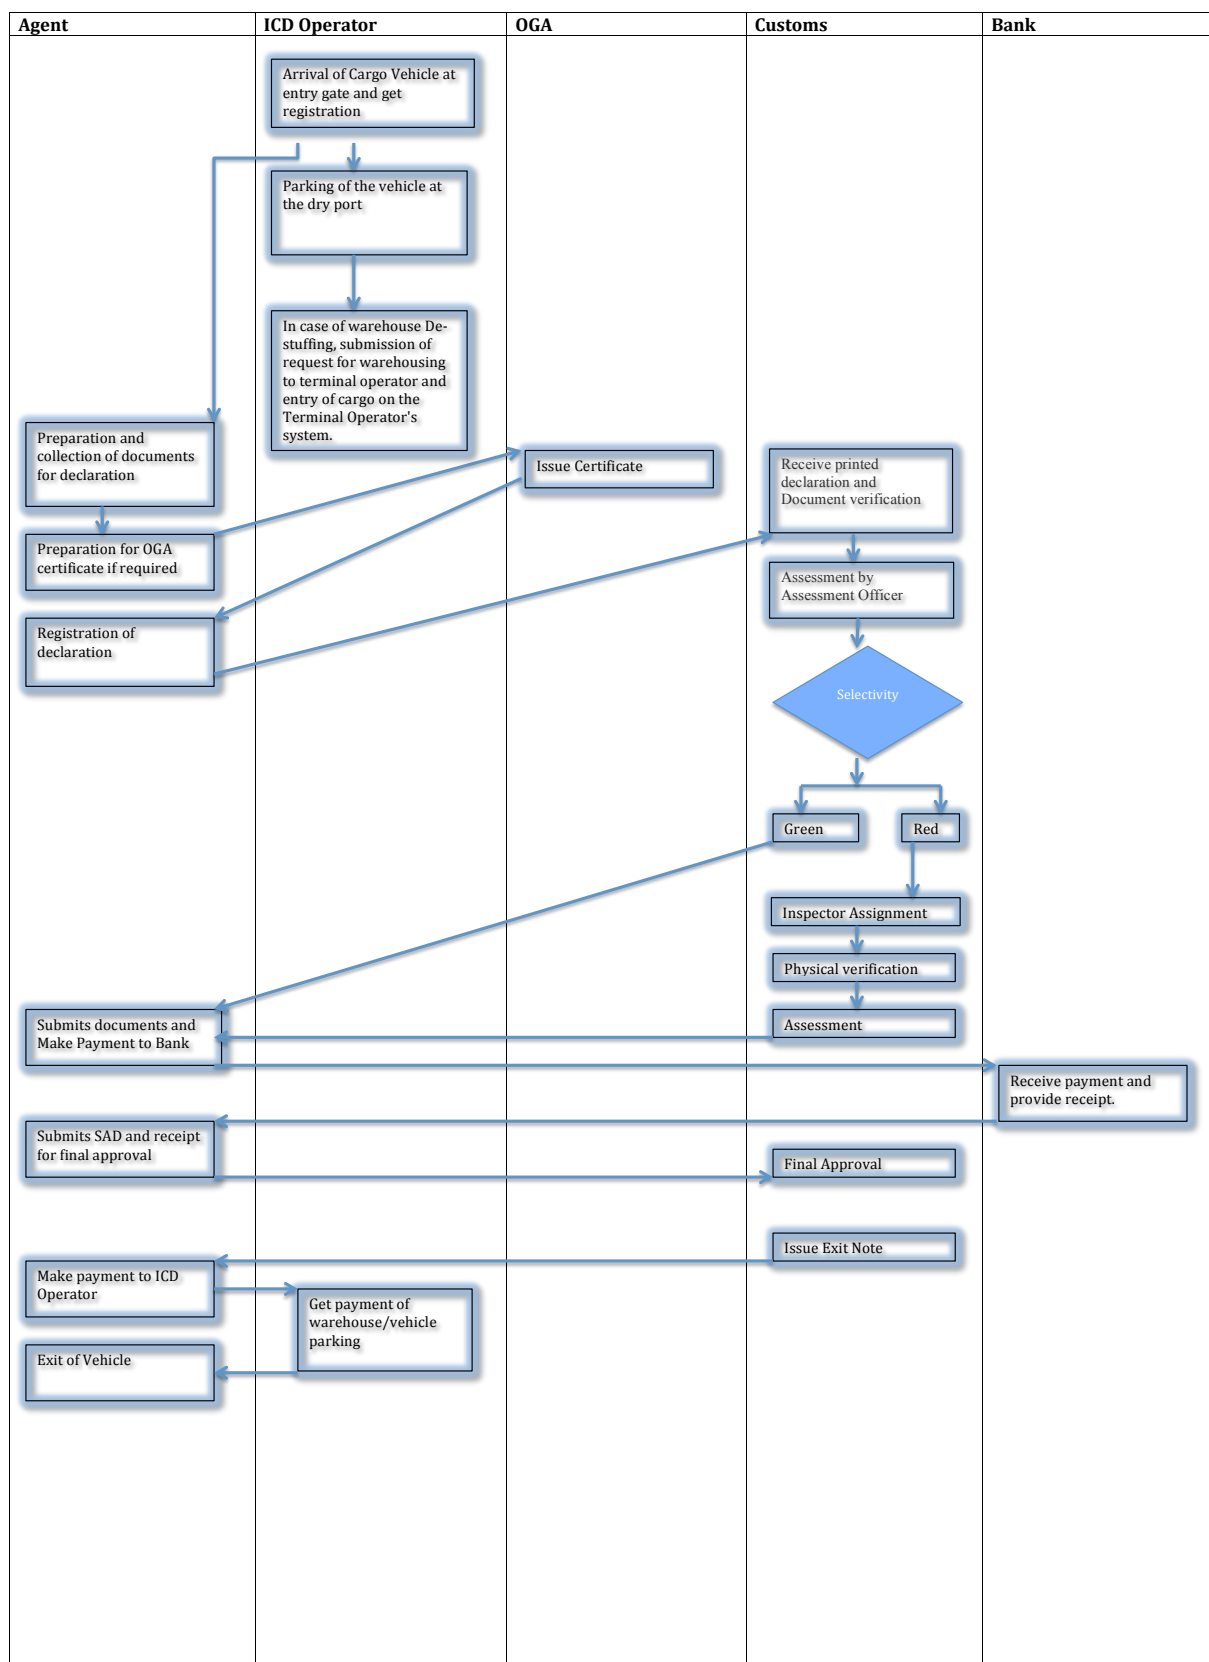 Agent
ICD Operator
OGA
Customs
Bank
Arrival of Cargo Vehicle at
entry gate and get
registration
Parking of the vehicle at
the dry port
In case of warehouse De-
stuffing, submission of
request for warehousing
to terminal operator and
entry of cargo on the
Terminal Operator's
system.
Preparation and
collection of documents
for declaration
Issue Certificate
Receive printed
declaration and
Document verification
Preparation for OGA
certificate if required
Assessment by
Assessment Officer
Registration of
declaration
Selectivity
Green
Red
Inspector Assignment
Physical verification
Submits documents and
Make Payment to Bank
Assessment
Receive payment and
provide receipt.
Submits SAD and receipt
for final approval
Final Approval
Issue Exit Note
Make payment to ICD
Operator
Get payment of
warehouse/vehicle
parking
Exit of Vehicle